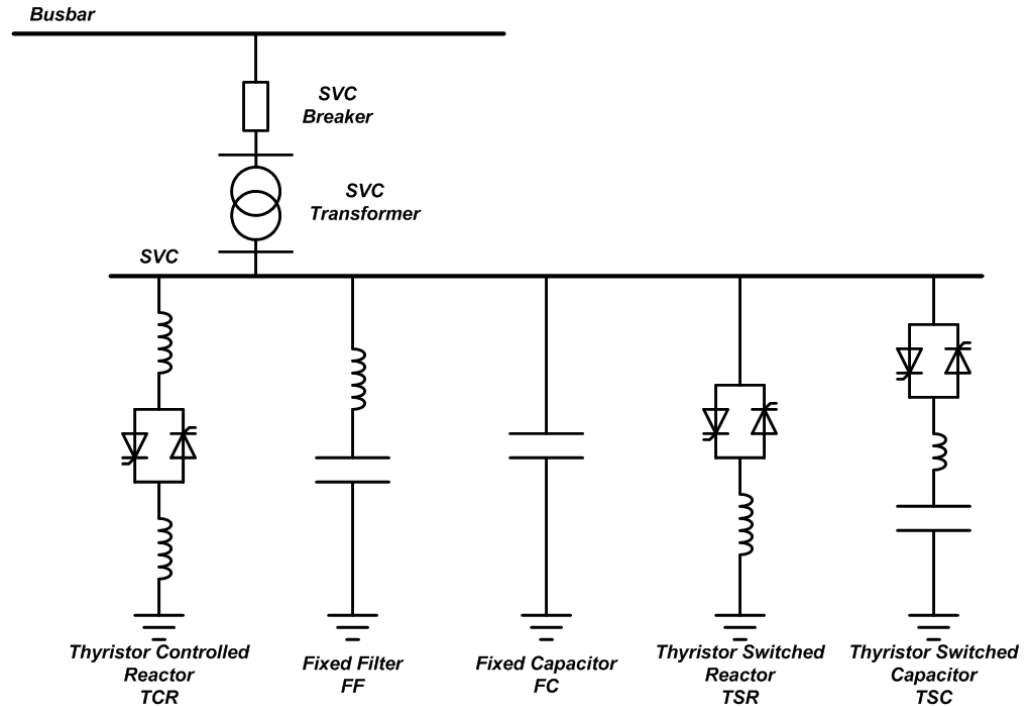 Busbar
SVC
Breaker
SVC
Transformer
SVC
Thyristor Controlled
Reactor
TCR
Fixed Filter
FF
Fixed Capacitor
FC
Thyristor Switched
Reactor
TSR
Thyristor Switched
Capacitor
TSC